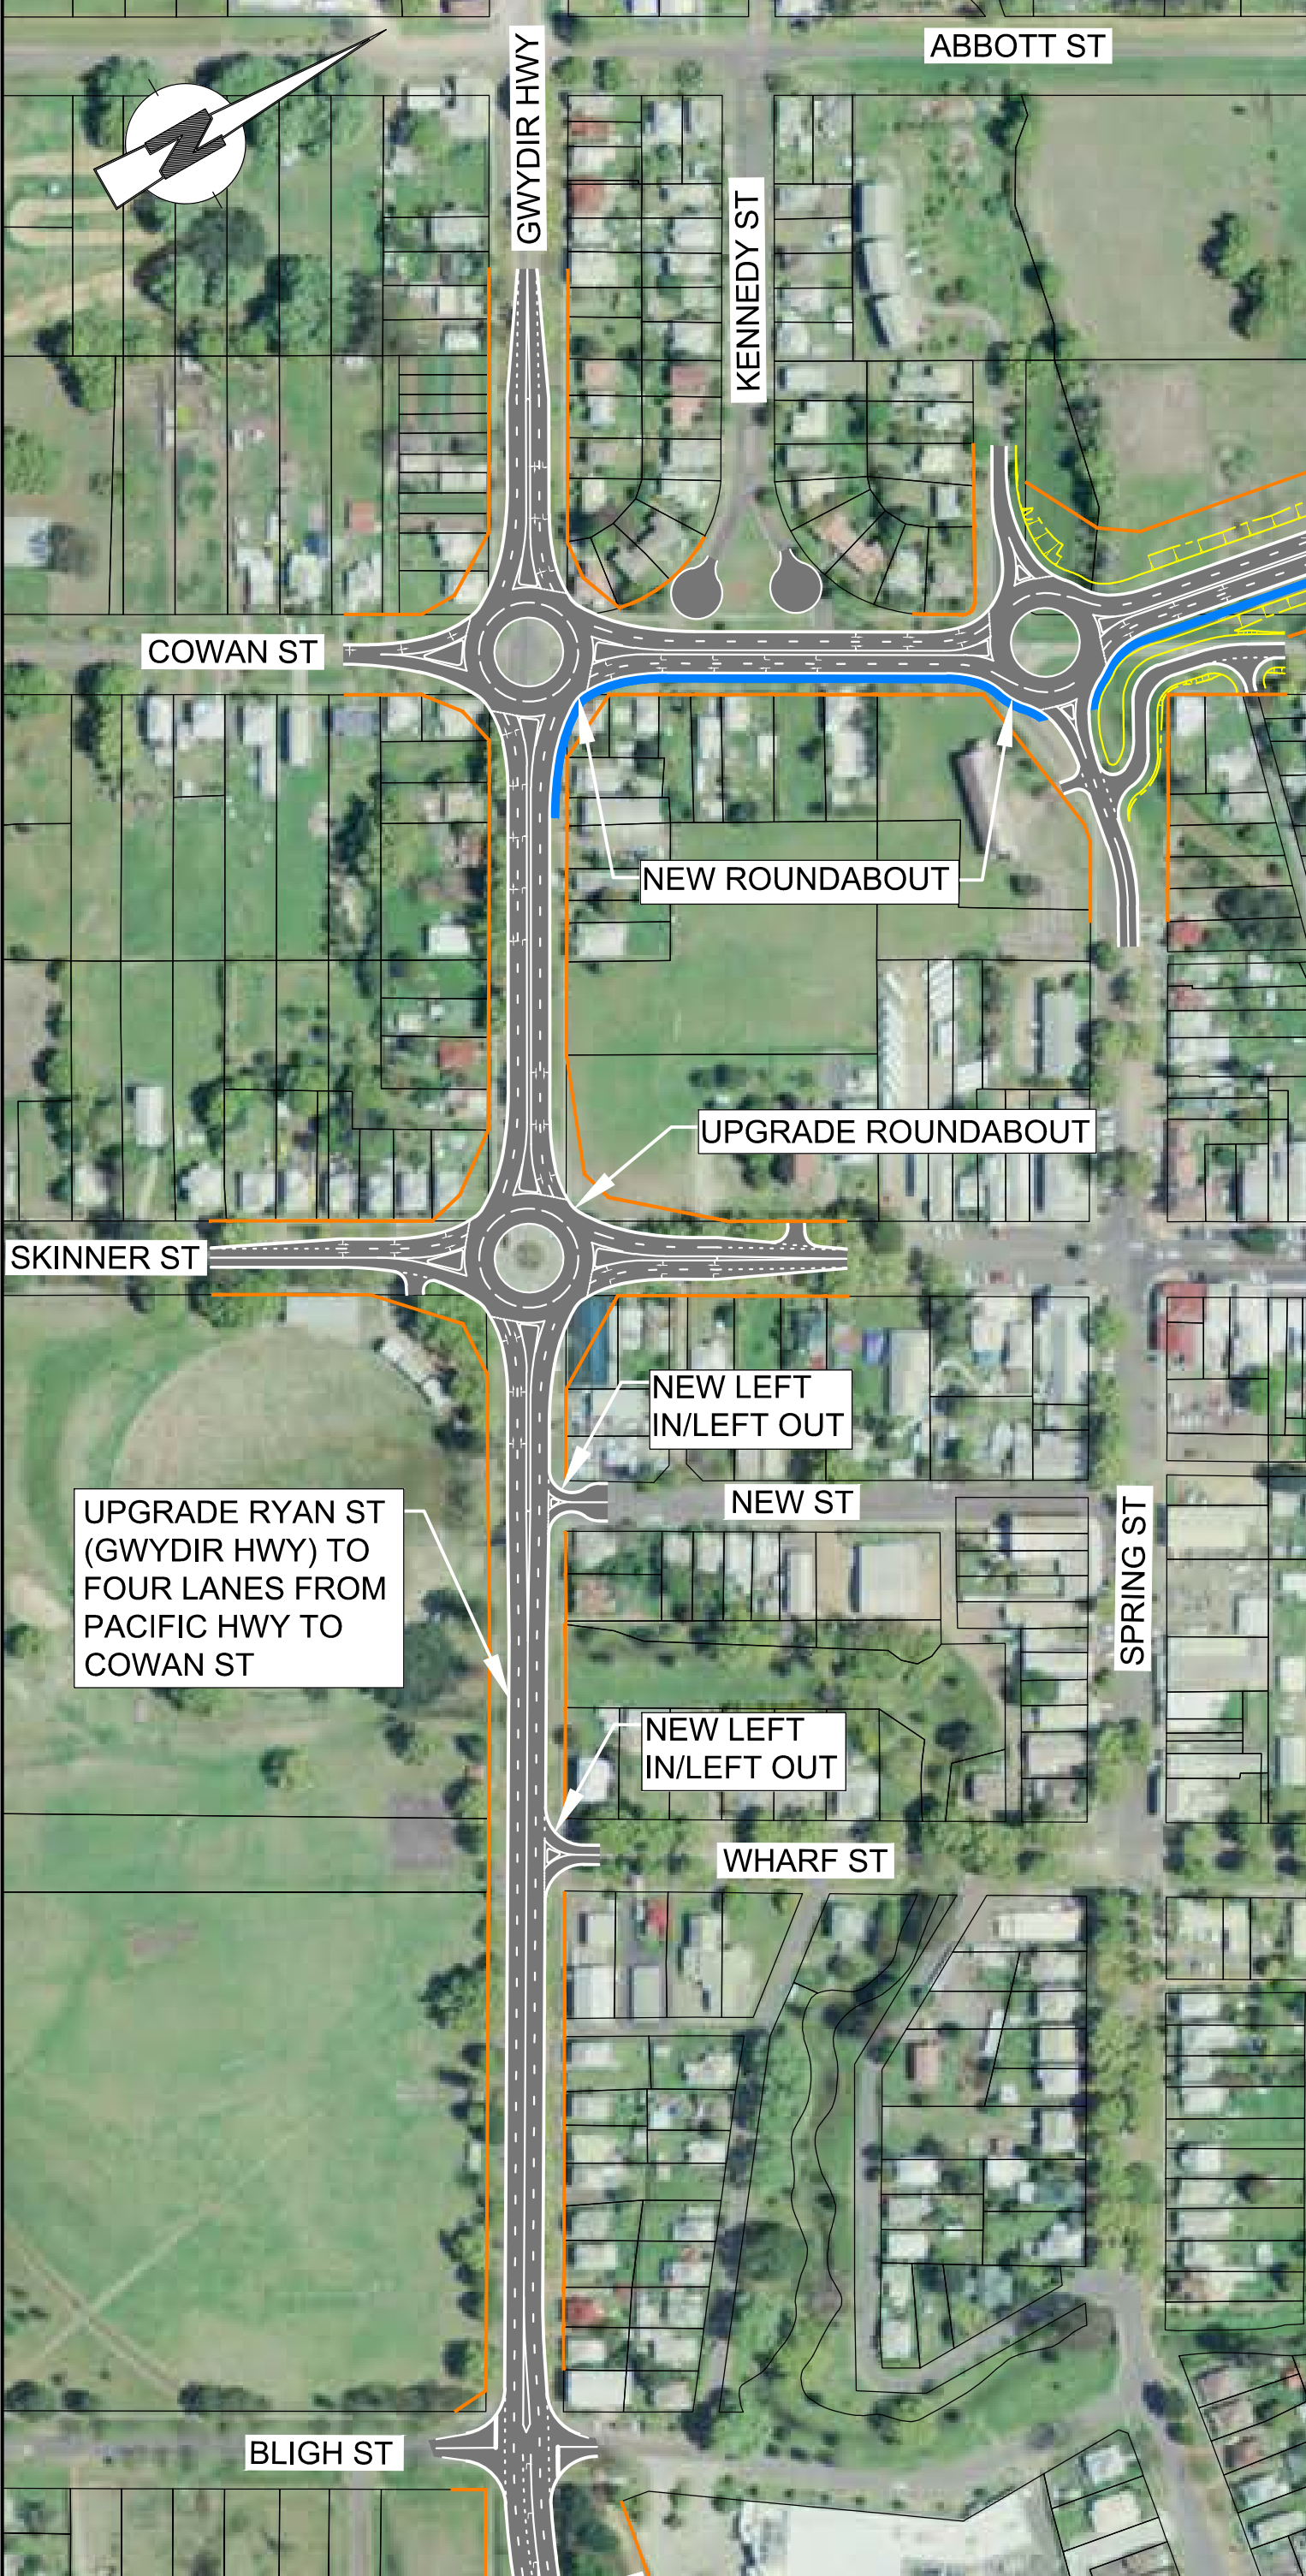 ABBOTT ST
GWYDIR HWY
N
KENNEDY ST
COWAN ST
NEW ROUNDABOUT
UPGRADE ROUNDABOUT
SKINNER ST
NEW LEFT
IN/LEFT OUT
UPGRADE RYAN ST
(GWYDIR HWY) TO
FOUR LANES FROM
PACIFIC HWY TO
COWAN ST
NEW ST
SPRING ST
NEW LEFT
IN/LEFT OUT
WHARF ST
BLIGH ST